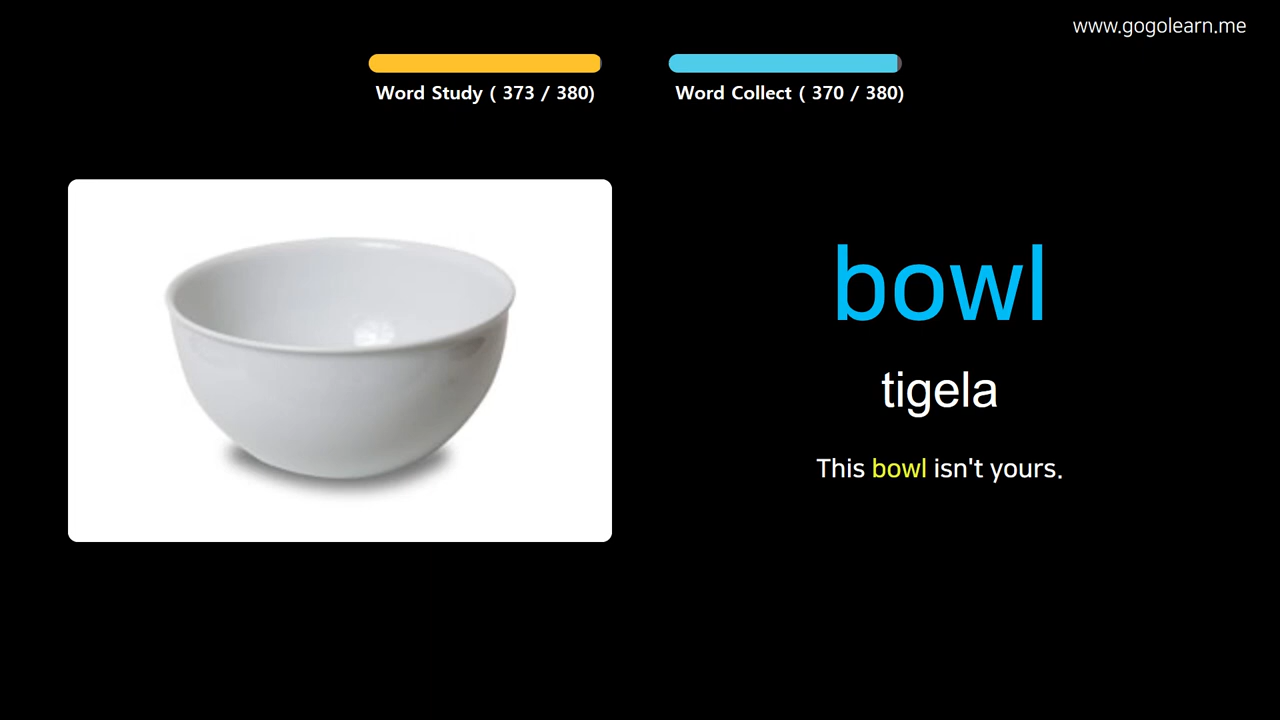 www.gogolearn.me
Word Study ( 373 / 380)
Word Collect ( 370 / 380)
bowl
tigela
This bowl isn't yours.